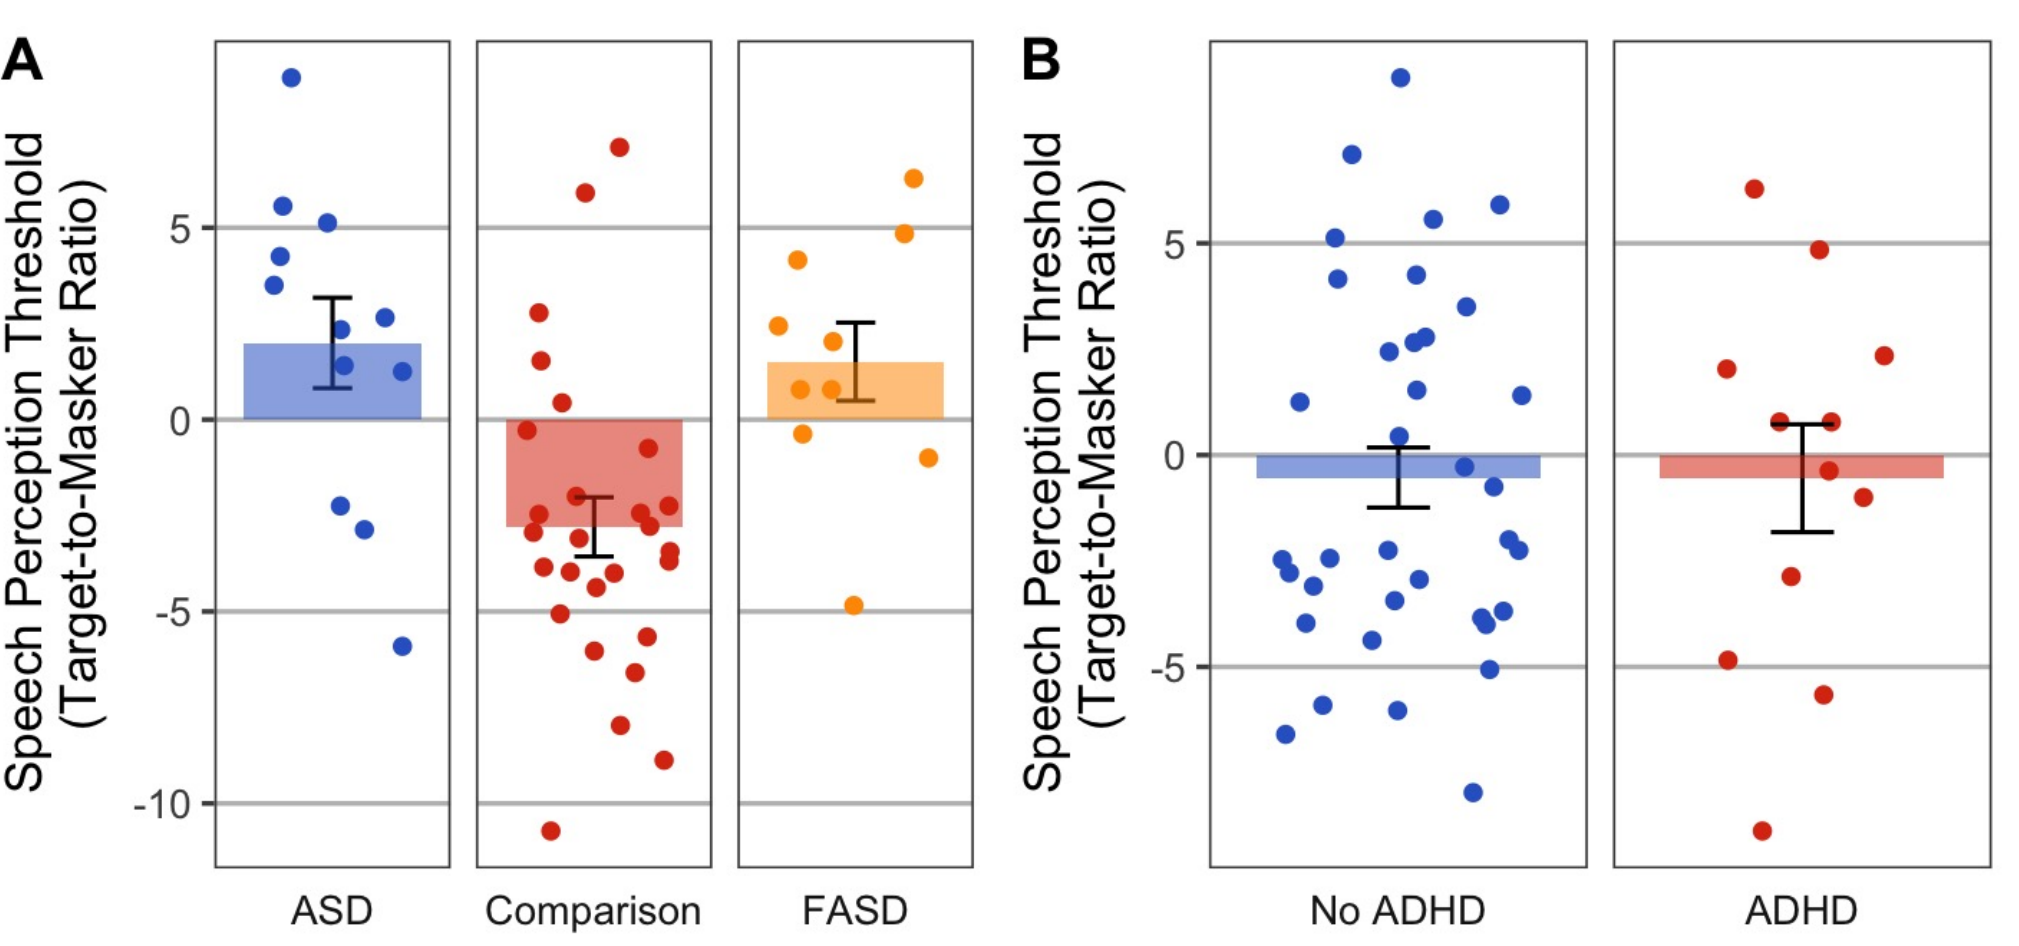 A
Speech Perception Threshold
(Target-to-Masker Ratio)
5
0
-5
-10
ASD
Comparison
FASD
B
Speech Perception Threshold
(Target-to-Masker Ratio)
5
0
-5
No ADHD
ADHD